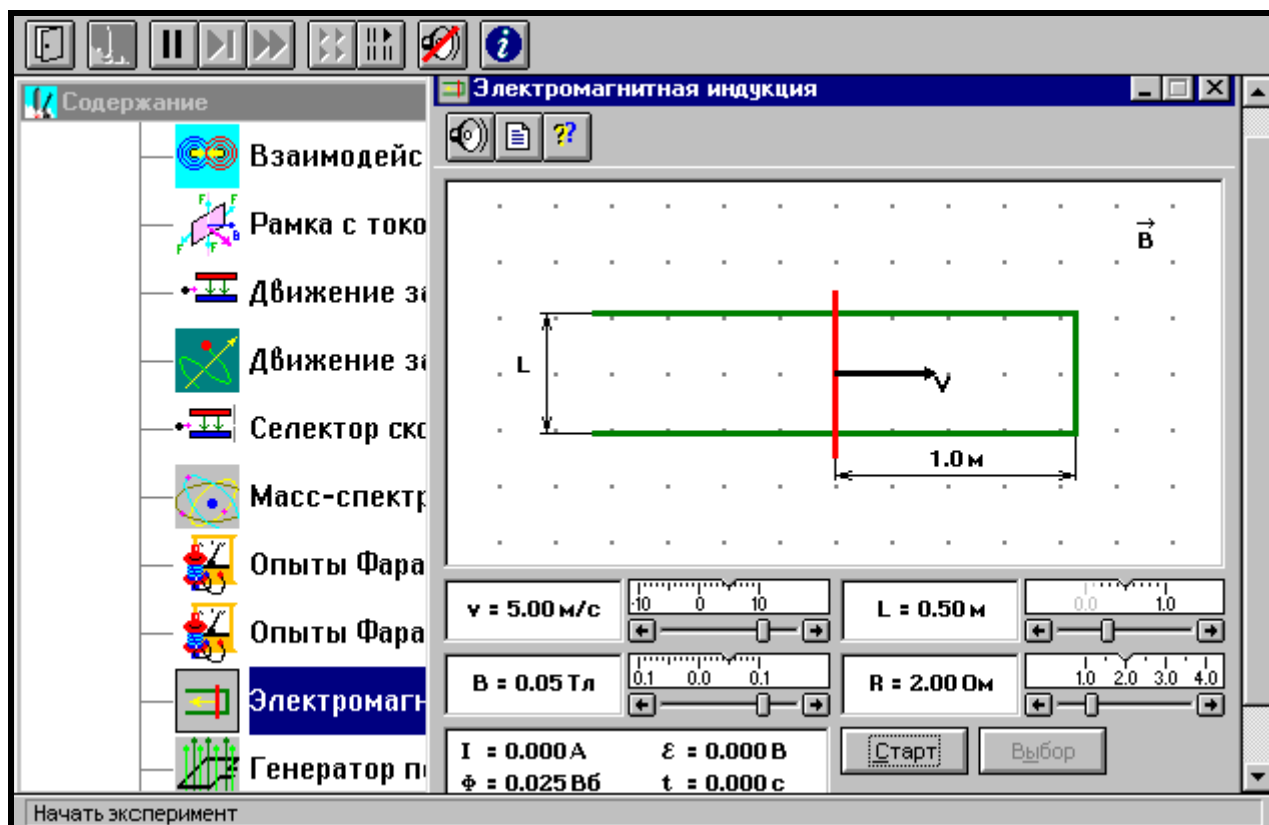 Содержание
Взаимодейс
Рамка с токо
Движение за
Движение за
Селектор ско
Масс-спектр
Опыты Фара
Опыты Фара
Электромагн
Генератор п
Электромагнитная индукция
B
L
V
1.0 м
v = 5.00 м/с
-10 0 10
L = 0.50 м
0.0 1.0
B = 0.05 Тл
0.1 0.0 0.1
R = 2.00 Ом
1.0 2.0 3.0 4.0
I = 0.000 А ℰ = 0.000 В
Φ = 0.025 Вб t = 0.000 с
Старт
Выбор
Начать эксперимент